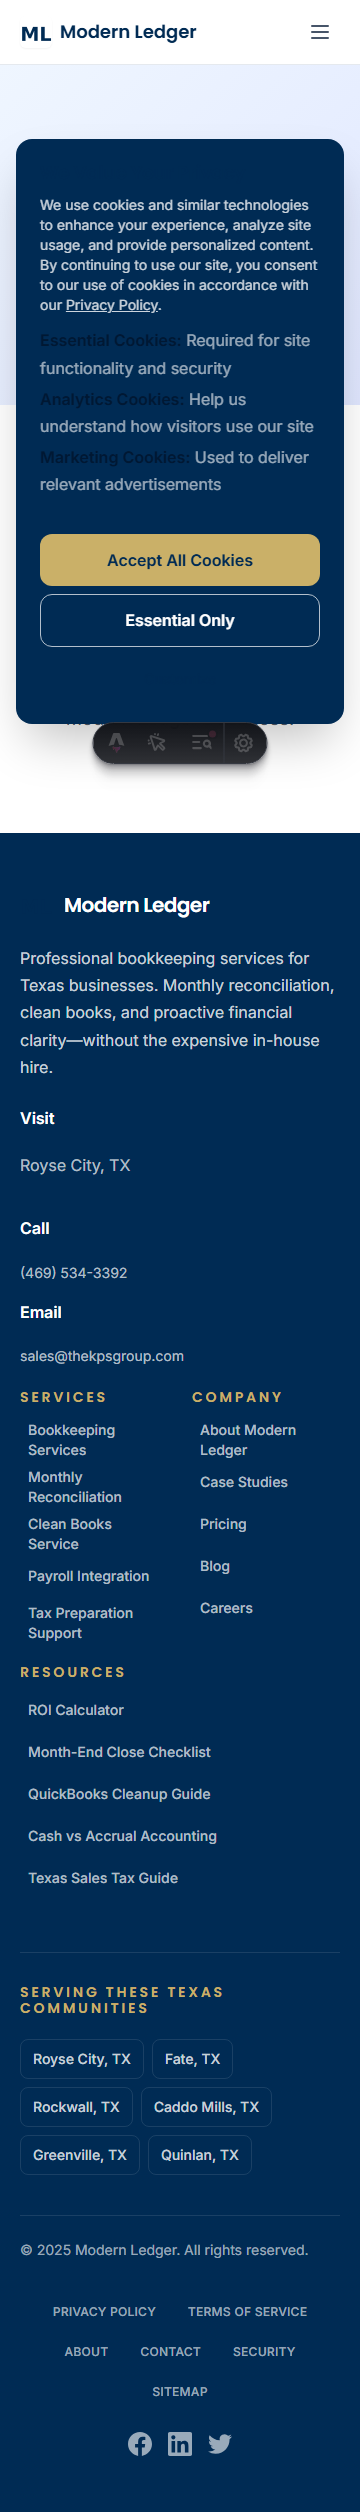 ML Modern Ledger
We use cookies and similar technologies
to enhance your experience, analyze site
usage, and provide personalized content.
By continuing to use our site, you consent
to our use of cookies in accordance with
our Privacy Policy.
Essential Cookies: Required for site
functionality and security
Analytics Cookies: Help us
understand how visitors use our site
Marketing Cookies: Used to deliver
relevant advertisements
Accept All Cookies
Essential Only
Modern Ledger
Professional bookkeeping services for
Texas businesses. Monthly reconciliation,
clean books, and proactive financial
clarity—without the expensive in-house
hire.
Visit
Royse City, TX
Call
(469) 534-3392
Email
sales@thekpsgroup.com
SERVICES
Bookkeeping
Services
Monthly
Reconciliation
Clean Books
Service
Payroll Integration
Tax Preparation
Support
COMPANY
About Modern
Ledger
Case Studies
Pricing
Blog
Careers
RESOURCES
ROI Calculator
Month-End Close Checklist
QuickBooks Cleanup Guide
Cash vs Accrual Accounting
Texas Sales Tax Guide
SERVING THESE TEXAS
COMMUNITIES
Royse City, TX
Fate, TX
Rockwall, TX
Caddo Mills, TX
Greenville, TX
Quinlan, TX
© 2025 Modern Ledger. All rights reserved.
PRIVACY POLICY
TERMS OF SERVICE
ABOUT
CONTACT
SECURITY
SITEMAP